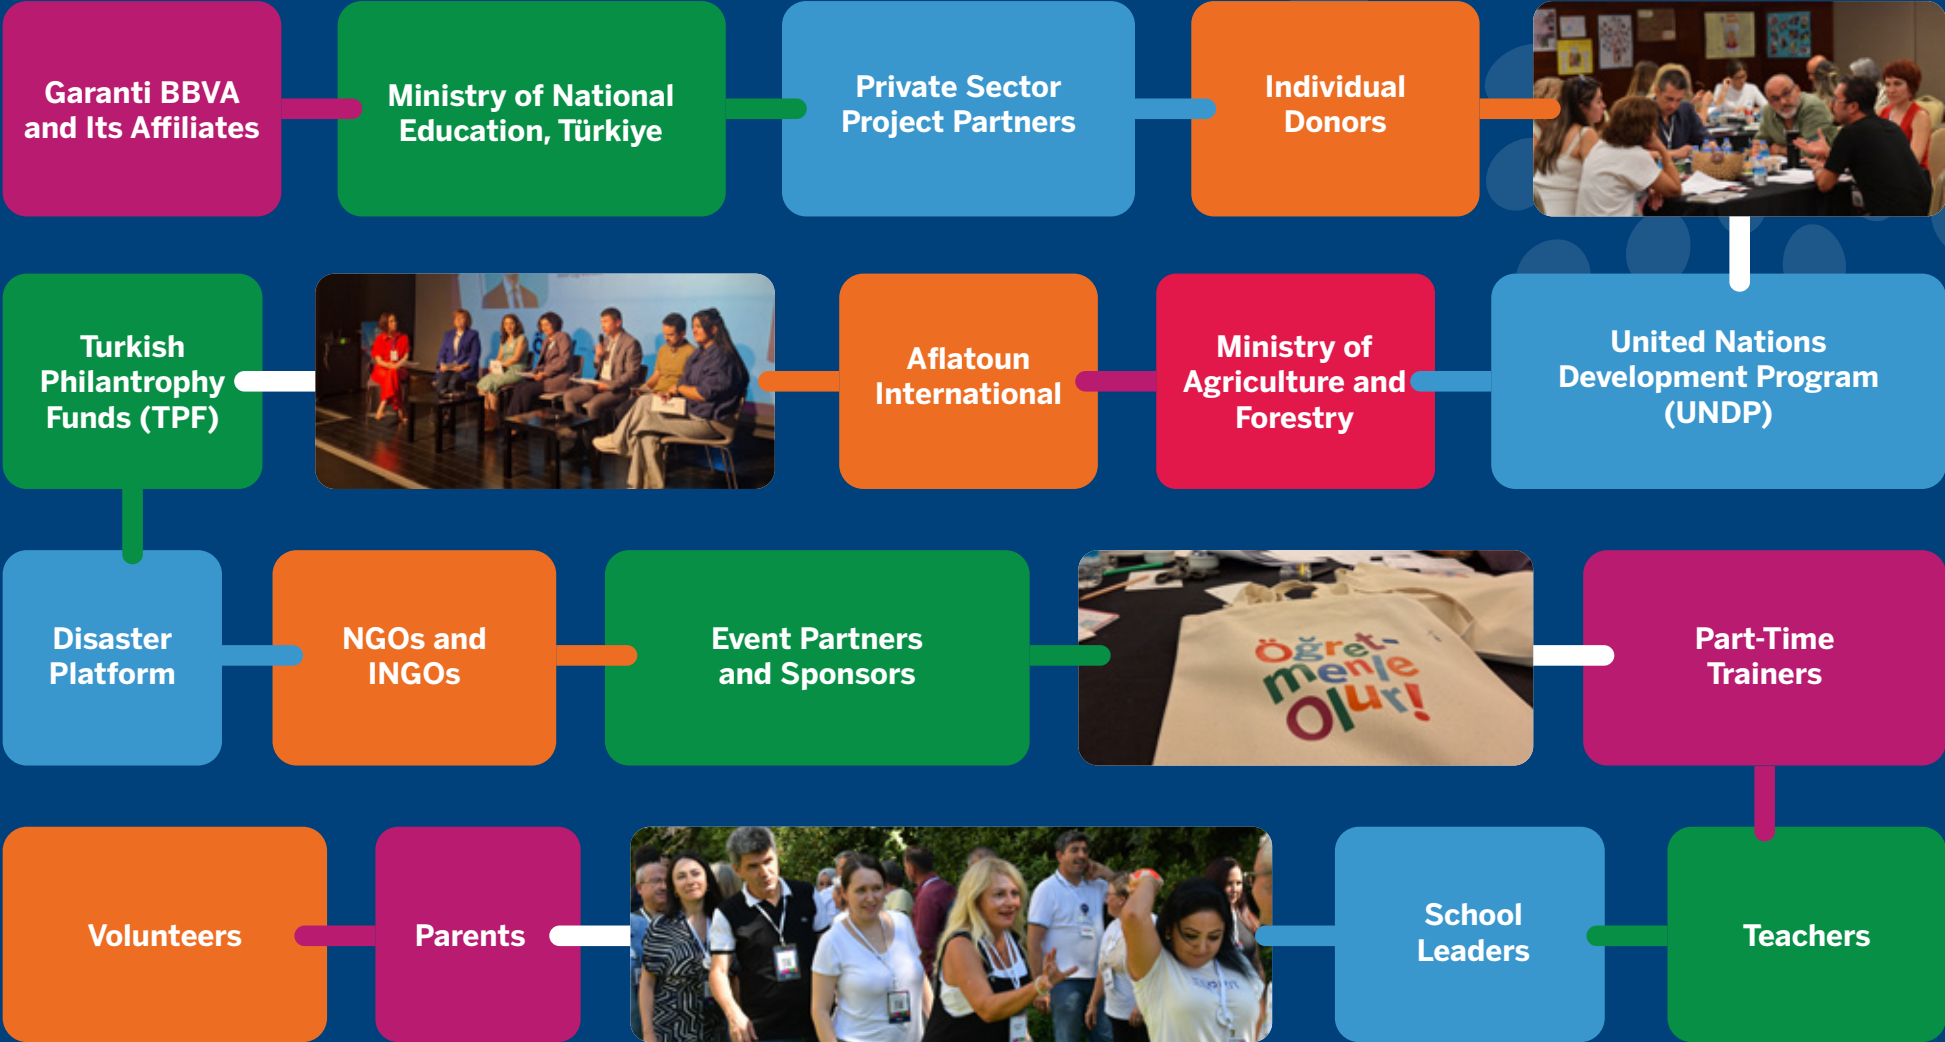 Garanti BBVA
and Its Affiliates
Ministry of National
Education, Türkiye
Private Sector
Project Partners
Individual
Donors
Turkish
Philantrophy
Funds (TPF)
Aflatoun
International
Ministry of
Agriculture and
Forestry
United Nations
Development Program
(UNDP)
Disaster
Platform
NGOs and
INGOs
Event Partners
and Sponsors
Öğret-
menle
Olur!
Part-Time
Trainers
Volunteers
Parents
School
Leaders
Teachers